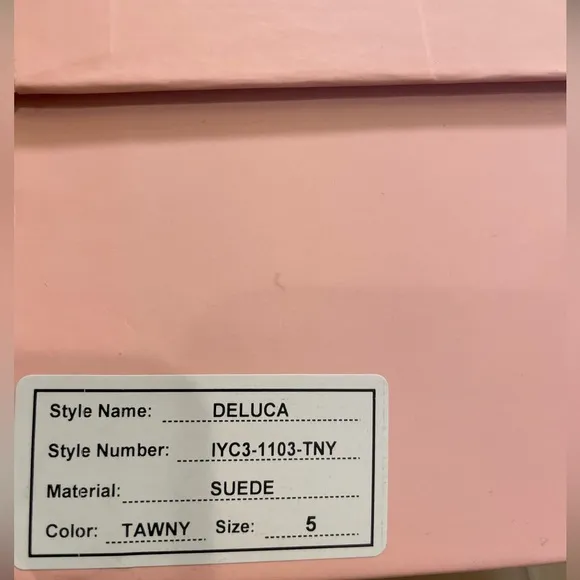 Style Name: DELUCA
Style Number: IYC3-1103-TNY
Material: SUEDE
Color: TAWNY Size: 5